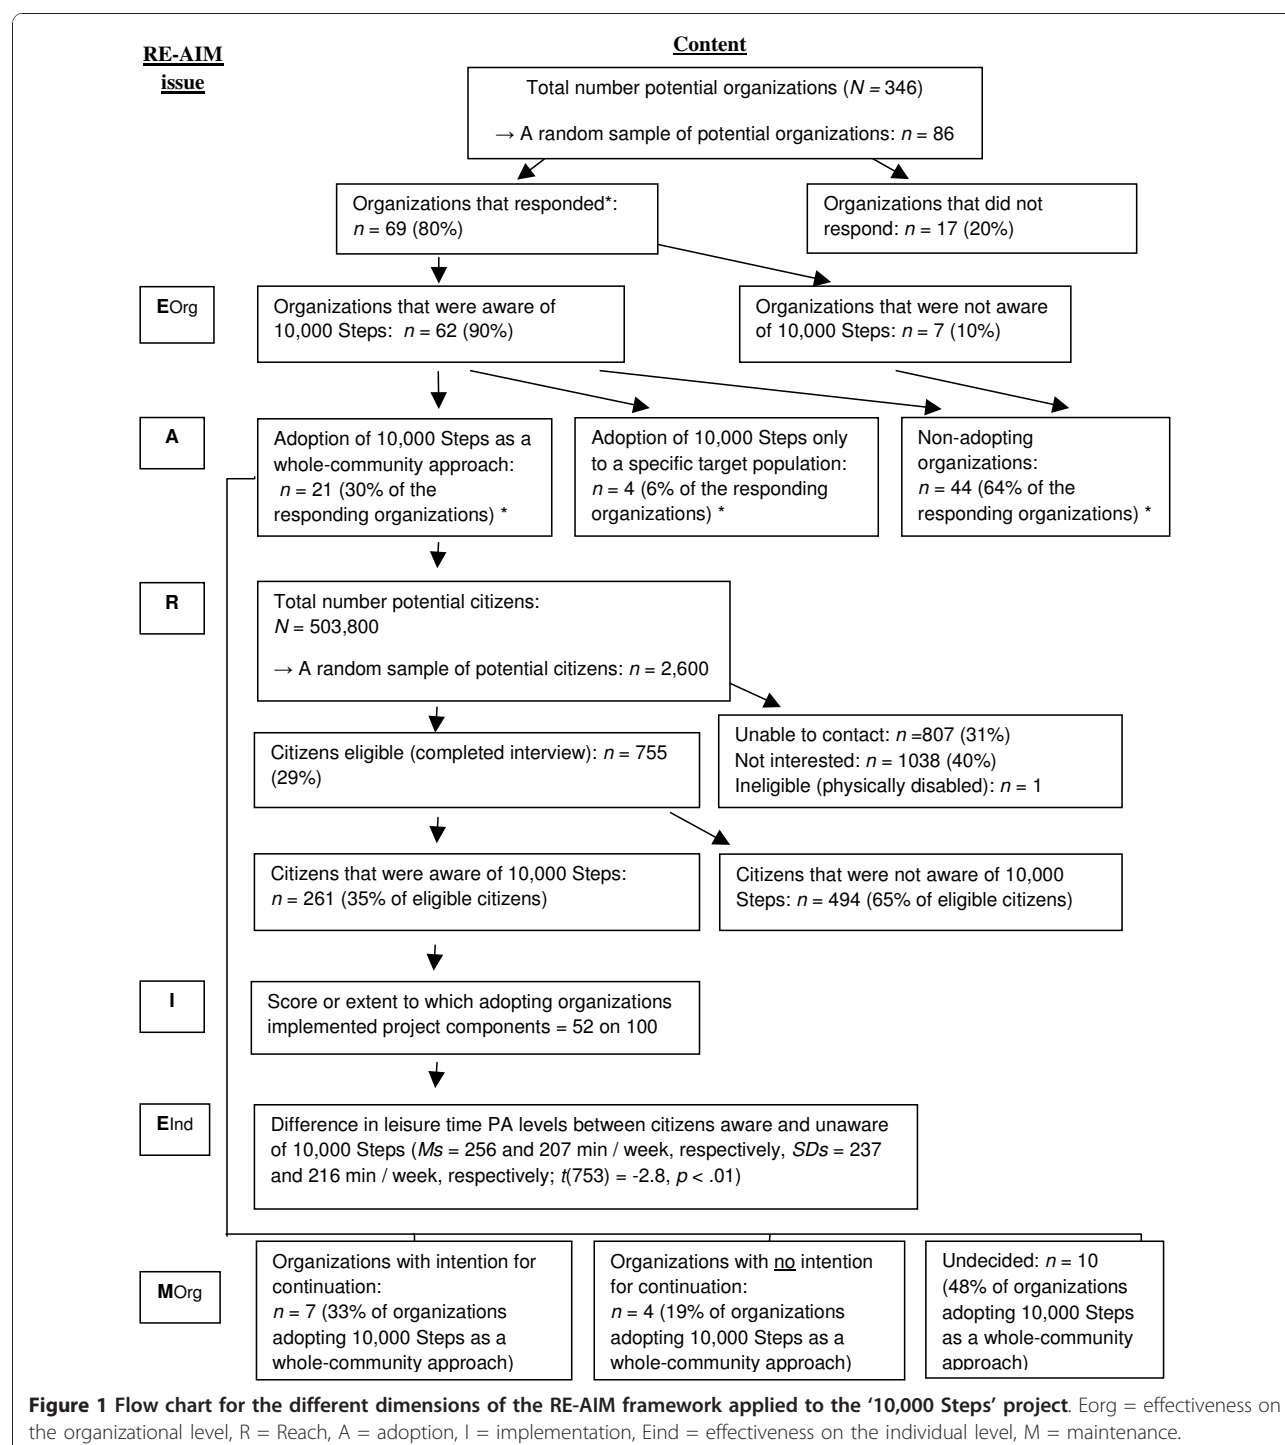 RE-AIM
issue
Content
Total number potential organizations (N = 346)
→ A random sample of potential organizations: n = 86
Organizations that responded*:
n = 69 (80%)
Organizations that did not
respond: n = 17 (20%)
EOrg
Organizations that were aware of
10,000 Steps: n = 62 (90%)
Organizations that were not aware
of 10,000 Steps: n = 7 (10%)
A
Adoption of 10,000 Steps as a
whole-community approach:
n = 21 (30% of the
responding organizations) *
Adoption of 10,000 Steps only
to a specific target population:
n = 4 (6% of the responding
organizations) *
Non-adopting
organizations:
n = 44 (64% of the
responding organizations) *
R
Total number potential citizens:
N = 503,800
→ A random sample of potential citizens: n = 2,600
Unable to contact: n =807 (31%)
Not interested: n = 1038 (40%)
Ineligible (physically disabled): n = 1
Citizens eligible (completed interview): n = 755
(29%)
Citizens that were aware of 10,000 Steps:
n = 261 (35% of eligible citizens)
Citizens that were not aware of 10,000
Steps: n = 494 (65% of eligible citizens)
I
Score or extent to which adopting organizations
implemented project components = 52 on 100
EInd
Difference in leisure time PA levels between citizens aware and unaware
of 10,000 Steps (Ms = 256 and 207 min / week, respectively, SDs = 237
and 216 min / week, respectively; t(753) = -2.8, p < .01)
MOrg
Organizations with intention for
continuation:
n = 7 (33% of organizations
adopting 10,000 Steps as a
whole-community approach)
Organizations with no intention
for continuation:
n = 4 (19% of organizations
adopting 10,000 Steps as a
whole-community approach)
Undecided: n = 10
(48% of organizations
adopting 10,000 Steps
as a whole-community
approach)
Figure 1 Flow chart for the different dimensions of the RE-AIM framework applied to the ‘10,000 Steps’ project. Eorg = effectiveness on
the organizational level, R = Reach, A = adoption, I = implementation, Eind = effectiveness on the individual level, M = maintenance.